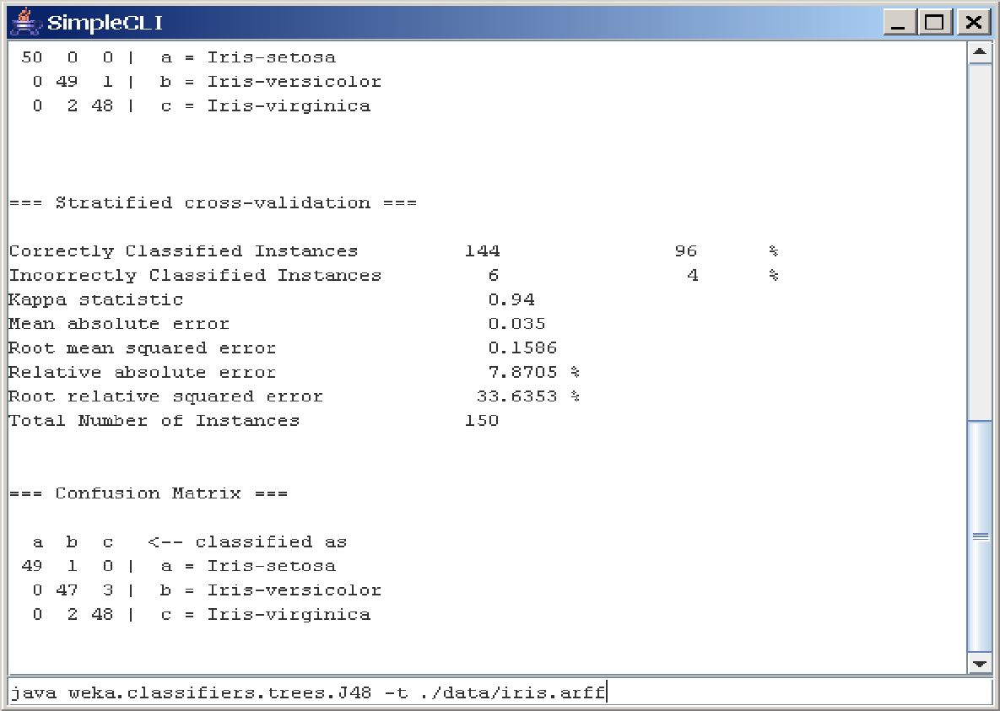 SimpleCLI
50   0   0 |   a = Iris-setosa
  0 49   1 |   b = Iris-versicolor
  0   2 48 |   c = Iris-virginica
=== Stratified cross-validation ===
Correctly Classified Instances         144               96      %
Incorrectly Classified Instances         6                4      %
Kappa statistic                          0.94
Mean absolute error                      0.035
Root mean squared error                  0.1586
Relative absolute error                  7.8705 %
Root relative squared error             33.6353 %
Total Number of Instances              150
=== Confusion Matrix ===
  a   b   c   <-- classified as
49   1   0 |   a = Iris-setosa
  0 47   3 |   b = Iris-versicolor
  0   2 48 |   c = Iris-virginica
java weka.classifiers.trees.J48 -t ./data/iris.arff